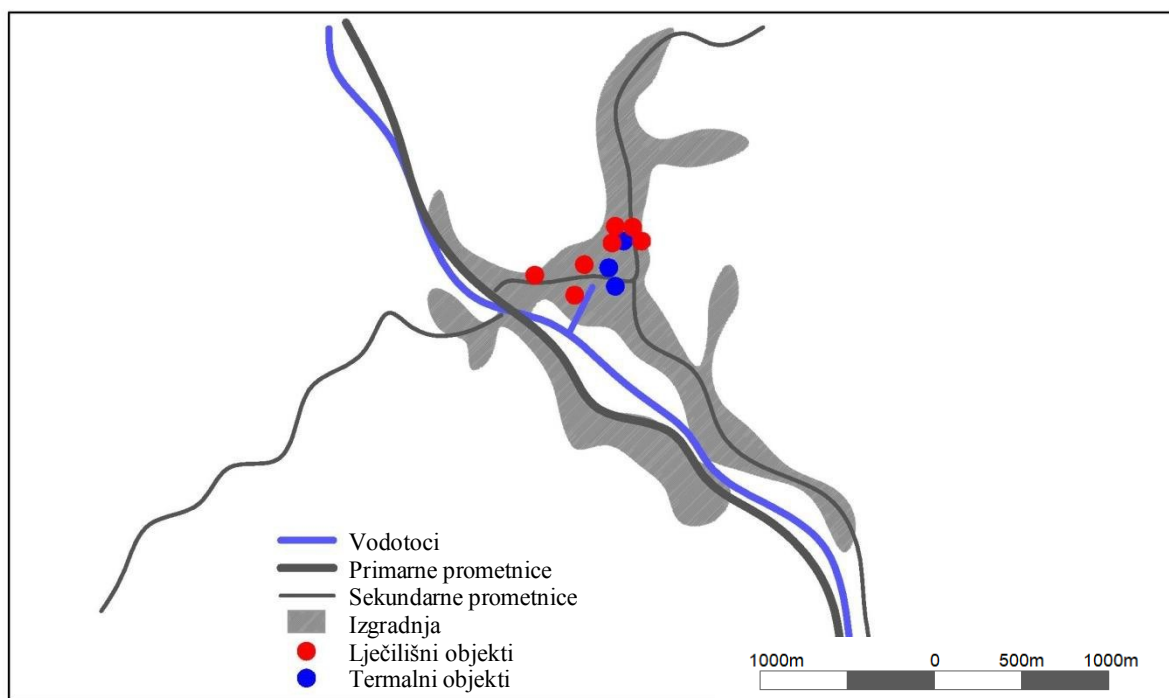 Vodotoci
Primarne prometnice
Sekundarne prometnice
Izgradnja
Lječilišni objekti
Termalni objekti
1000m 0 500m 1000m